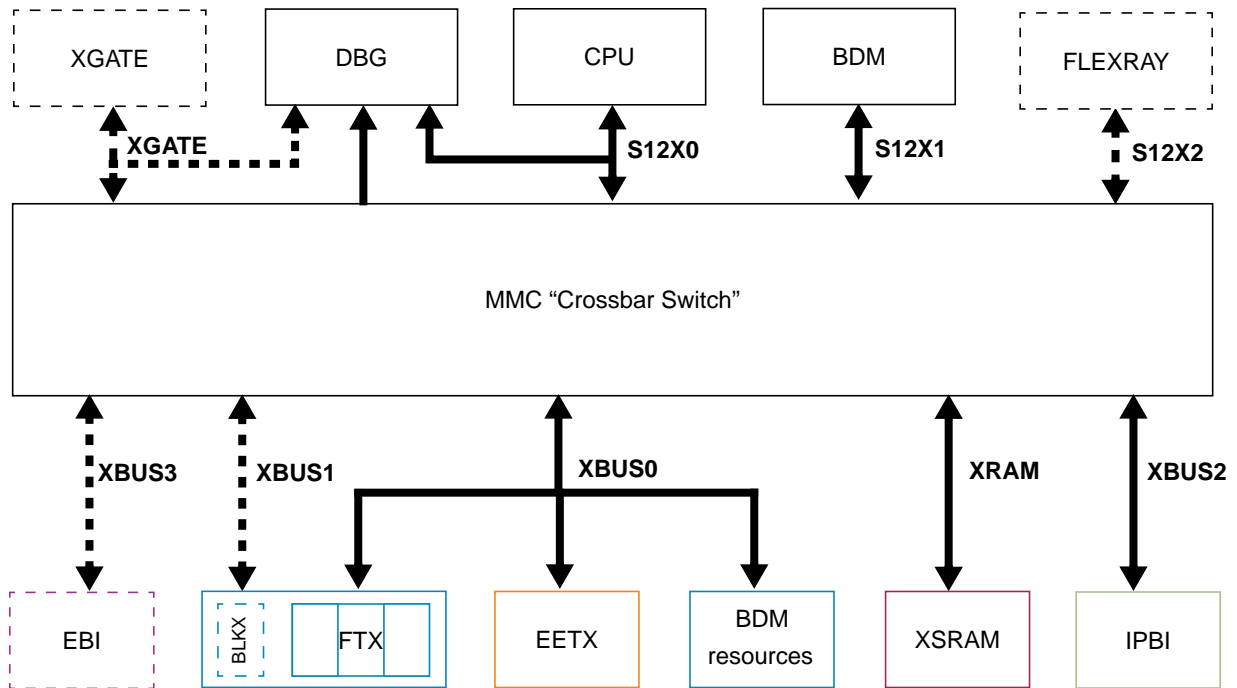 XGATE
DBG
CPU
BDM
FLEXRAY
XGATE
S12X0
S12X1
S12X2
MMC “Crossbar Switch”
XBUS3
XBUS1
XBUS0
XRAM
XBUS2
EBI
BLKX
FTX
EETX
BDM
resources
XSRAM
IPBI